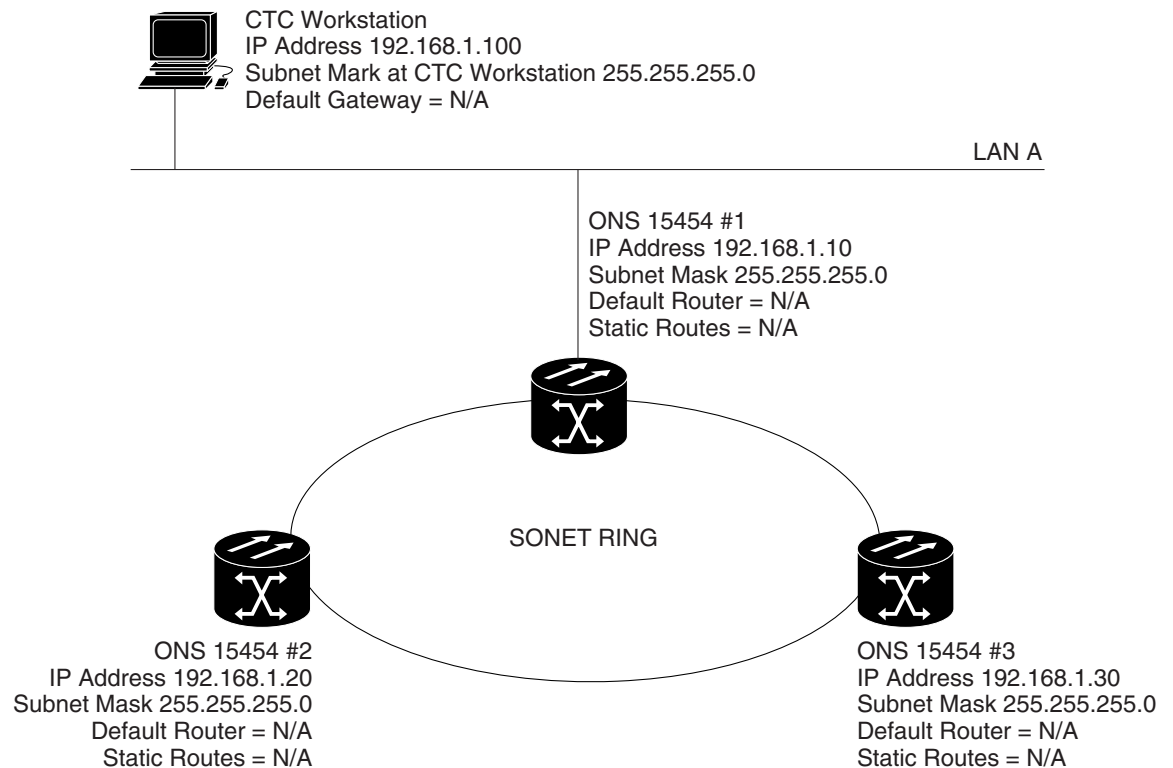 CTC Workstation
IP Address 192.168.1.100
Subnet Mark at CTC Workstation 255.255.255.0
Default Gateway = N/A
LAN A
ONS 15454 #1
IP Address 192.168.1.10
Subnet Mask 255.255.255.0
Default Router = N/A
Static Routes = N/A
SONET RING
ONS 15454 #2
IP Address 192.168.1.20
Subnet Mask 255.255.255.0
Default Router = N/A
Static Routes = N/A
ONS 15454 #3
IP Address 192.168.1.30
Subnet Mask 255.255.255.0
Default Router = N/A
Static Routes = N/A